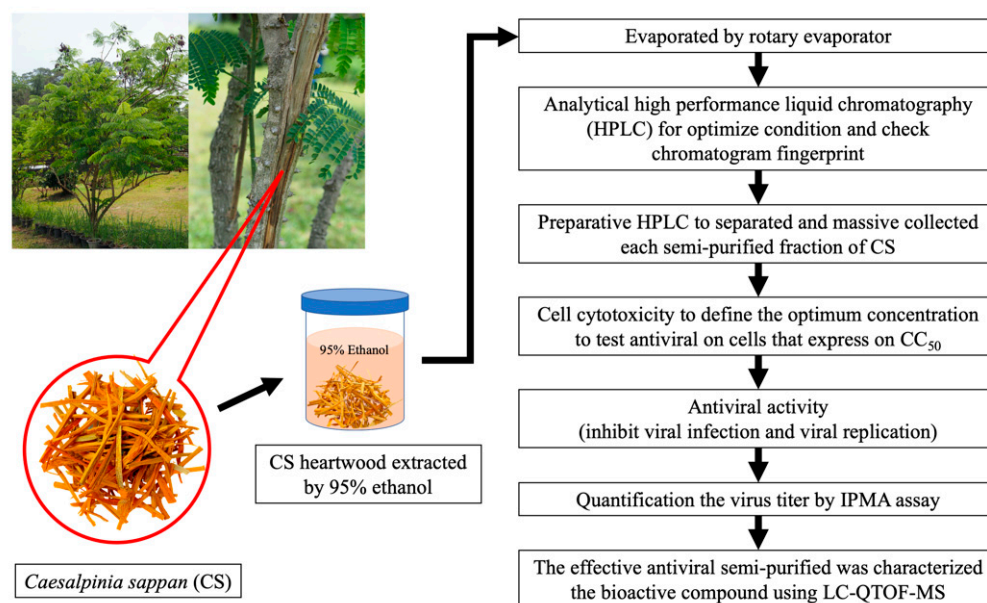 Caesalpinia sappan (CS)
95% Ethanol
CS heartwood extracted
by 95% ethanol
Evaporated by rotary evaporator
Analytical high performance liquid chromatography
(HPLC) for optimize condition and check
chromatogram fingerprint
Preparative HPLC to separated and massive collected
each semi-purified fraction of CS
Cell cytotoxicity to define the optimum concentration
to test antiviral on cells that express on CC₅₀
Antiviral activity
(inhibit viral infection and viral replication)
Quantification the virus titer by IPMA assay
The effective antiviral semi-purified was characterized
the bioactive compound using LC-QTOF-MS